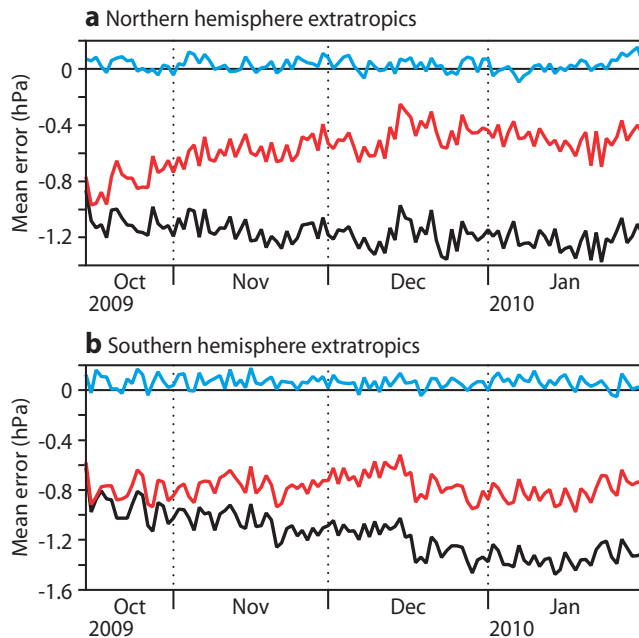 a Northern hemisphere extratropics
Mean error (hPa)
0
-0.4
-0.8
-1.2
Oct Nov Dec Jan
2009 2010
b Southern hemisphere extratropics
Mean error (hPa)
0
-0.4
-0.8
-1.2
-1.6
Oct Nov Dec Jan
2009 2010